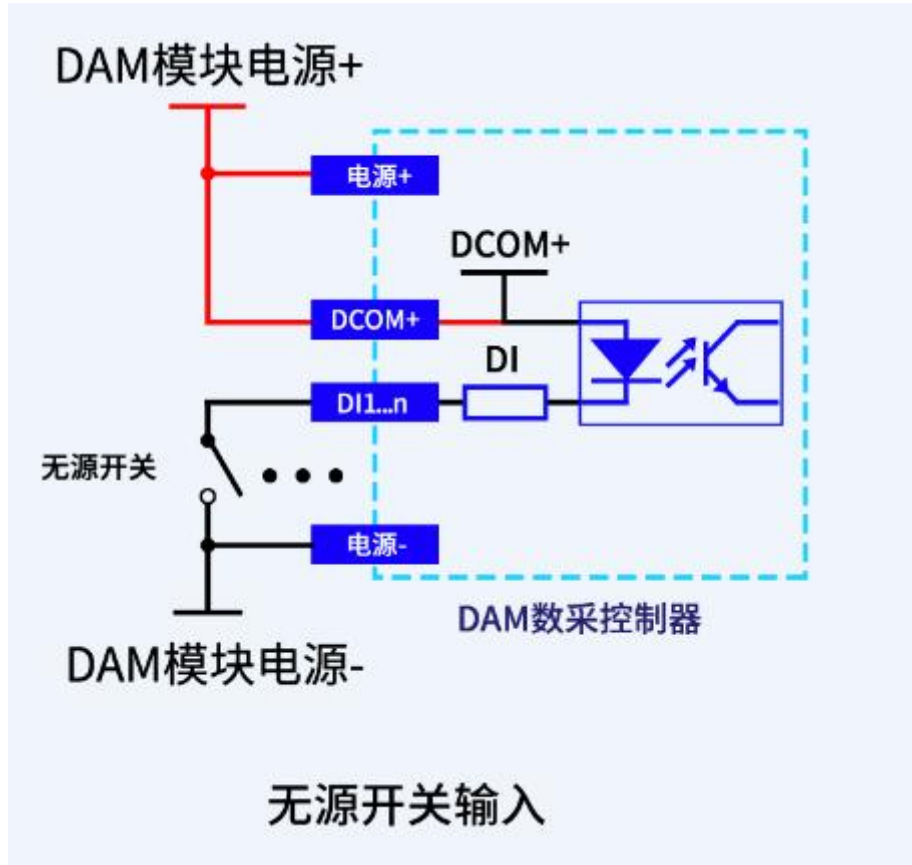 DAM模块电源+
电源+
DCOM+
DCOM+
DI
DI1...n
无源开关
电源-
DAM数采控制器
DAM模块电源-
无源开关输入